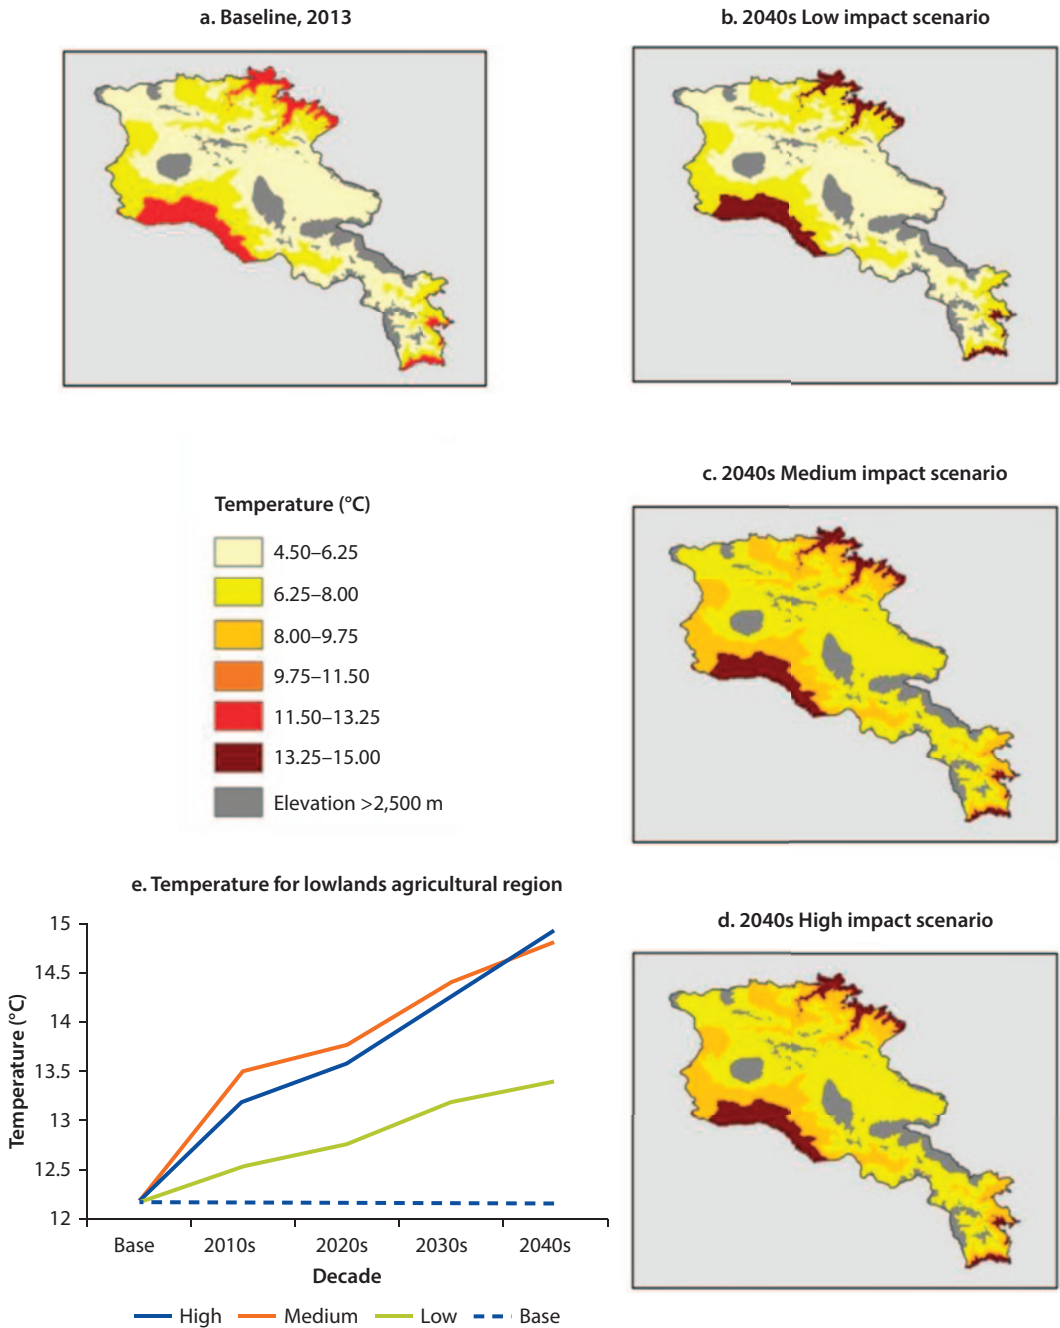 a. Baseline, 2013
b. 2040s Low impact scenario
c. 2040s Medium impact scenario
Temperature (°C)
4.50–6.25
6.25–8.00
8.00–9.75
9.75–11.50
11.50–13.25
13.25–15.00
Elevation >2,500 m
e. Temperature for lowlands agricultural region
d. 2040s High impact scenario
Temperature (°C)
15
14.5
14
13.5
13
12.5
12
Base 2010s 2020s 2030s 2040s
Decade
High Medium Low Base